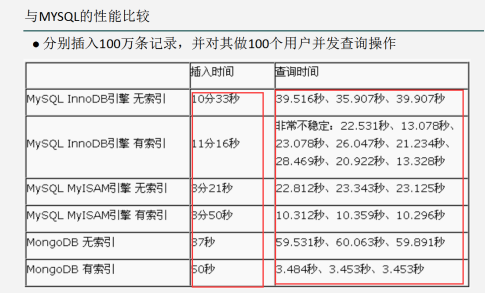 与MYSQL的性能比较
● 分别插入100万条记录，并对其做100个用户并发查询操作
插入时间 查询时间
MySQL InnoDB引擎 无索引 10分33秒 39.516秒、35.907秒、39.907秒
非常不稳定：22.531秒、13.078秒、
MySQL InnoDB引擎 有索引 11分16秒 23.078秒、26.047秒、21.234秒、
28.469秒、20.922秒、13.328秒
MySQL MyISAM引擎 无索引 3分21秒 22.812秒、23.343秒、23.125秒
MySQL MyISAM引擎 有索引 3分50秒 10.312秒、10.359秒、10.296秒
MongoDB 无索引 37秒 59.531秒、60.063秒、59.891秒
MongoDB 有索引 50秒 3.484秒、3.453秒、3.453秒